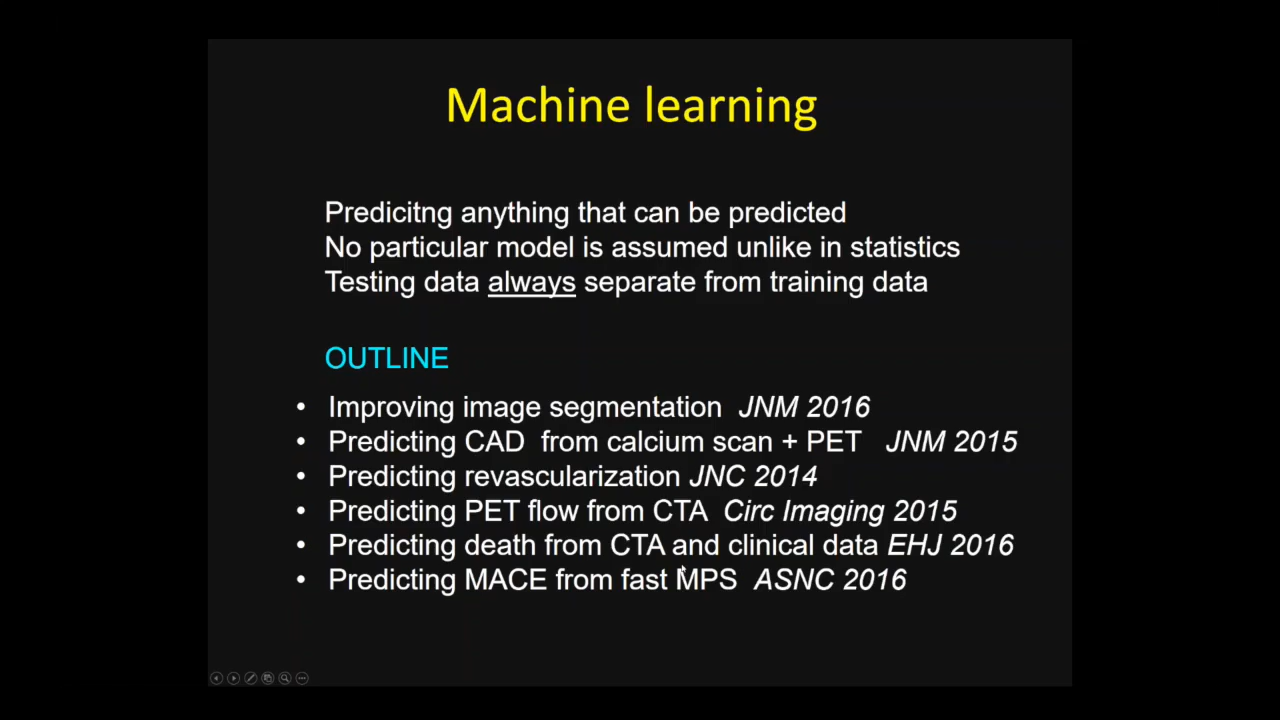 Machine learning
Predicitng anything that can be predicted
No particular model is assumed unlike in statistics
Testing data always separate from training data
OUTLINE
• Improving image segmentation JNM 2016
• Predicting CAD from calcium scan + PET JNM 2015
• Predicting revascularization JNC 2014
• Predicting PET flow from CTA Circ Imaging 2015
• Predicting death from CTA and clinical data EHJ 2016
• Predicting MACE from fast MPS ASNC 2016